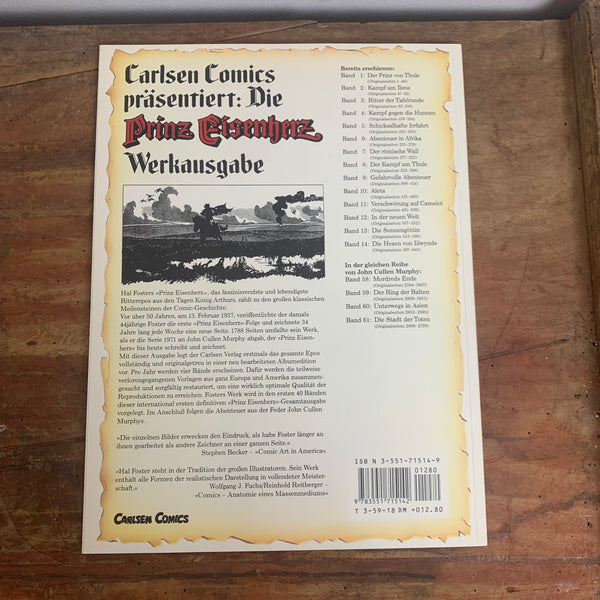 Carlsen Comics
präsentiert: Die
Prinz Eisenherz
Werkausgabe
Hal Fosters »Prinz Eisenherz«, das faszinierendste und lebendigste
Ritterepos aus den Tagen König Arthurs, zählt zu den großen klassischen
Meilensteinen der Comic-Geschichte.
Vor über 50 Jahren, am 13. Februar 1937, veröffentlichte der damals
44jährige Foster die erste »Prinz Eisenherz«-Folge und zeichnete 34
Jahre lang jede Woche eine neue Seite. 1788 Seiten umfaßte sein Werk,
als er die Serie 1971 an John Cullen Murphy abgab, der »Prinz Eisen-
herz« bis heute schreibt und zeichnet.
Mit dieser Ausgabe legt der Carlsen Verlag erstmals das gesamte Epos
vollständig und originalgetreu in einer neu bearbeiteten Albumedition
vor. Pro Jahr werden vier Bände erscheinen. Dafür werden die teilweise
verlorengegangenen Vorlagen aus ganz Europa und Amerika zusammen-
gesucht und sorgfältig restauriert, um eine wirklich optimale Qualität der
Reproduktionen zu erreichen. Fosters Werk wird in den ersten 40 Bänden
dieser international ersten definitiven »Prinz Eisenherz«-Gesamtausgabe
vorgelegt. Im Anschluß folgen die Abenteuer aus der Feder John Cullen
Murphys.
»Die einzelnen Bilder erwecken den Eindruck, als habe Foster länger an
ihnen gearbeitet als andere Zeichner an einer ganzen Seite.«
Stephen Becker – »Comic Art in America«
»Hal Foster steht in der Tradition der großen Illustratoren. Sein Werk
enthält alle Formen der realistischen Darstellung in vollendeter Meister-
schaft.«
Wolfgang J. Fuchs/Reinhold Reitberger –
»Comics – Anatomie eines Massenmediums«
CARLSEN COMICS
Bereits erschienen:
Band 1: Der Prinz von Thule
Band 2: Kampf um Ilene
Band 3: Ritter der Tafelrunde
Band 4: Kampf gegen die Hunnen
Band 5: Schicksalhafte Irrfahrt
Band 6: Abenteuer in Afrika
Band 7: Der römische Wall
Band 8: Der Kampf um Thule
Band 9: Gefahrvolle Abenteuer
Band 10: Aleta
Band 11: Verschwörung auf Camelot
Band 12: In der neuen Welt
Band 13: Die Sonnengöttin
Band 14: Die Hexen von Ilwynde
In der gleichen Reihe
von John Cullen Murphy:
Band 58: Mordreds Ende
Band 59: Der Ring der Balten
Band 60: Unterwegs in Asien
Band 61: Die Stadt der Toten
ISBN 3-551-71514-9
01280
9 783551 715142
T 3-59-18 DM +012.80